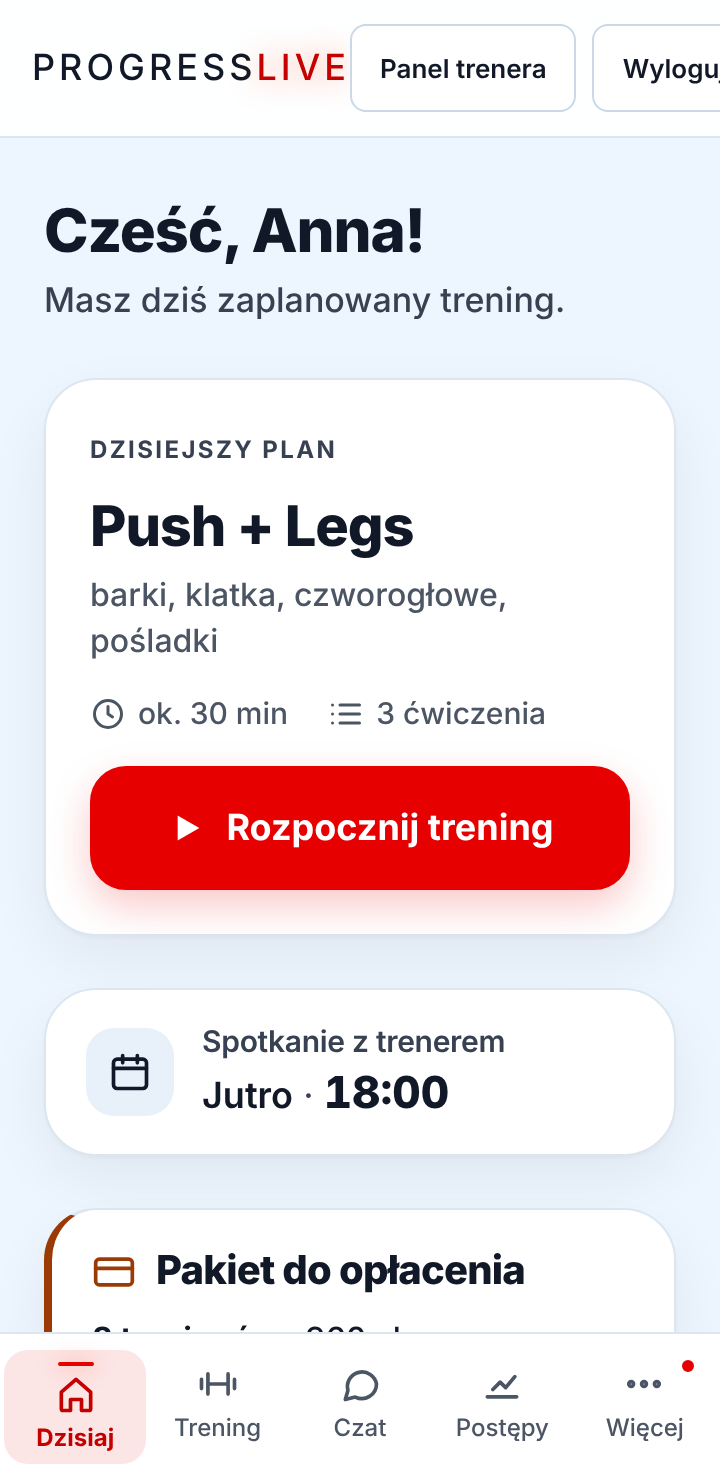 PROGRESSLIVE
Panel trenera
Cześć, Anna!
Masz dziś zaplanowany trening.
DZISIEJSZY PLAN
Push + Legs
barki, klatka, czworogłowe,
pośladki
ok. 30 min
3 ćwiczenia
Rozpocznij trening
Spotkanie z trenerem
Jutro · 18:00
Pakiet do opłacenia
Dzisiaj
Trening
Czat
Postępy
Więcej